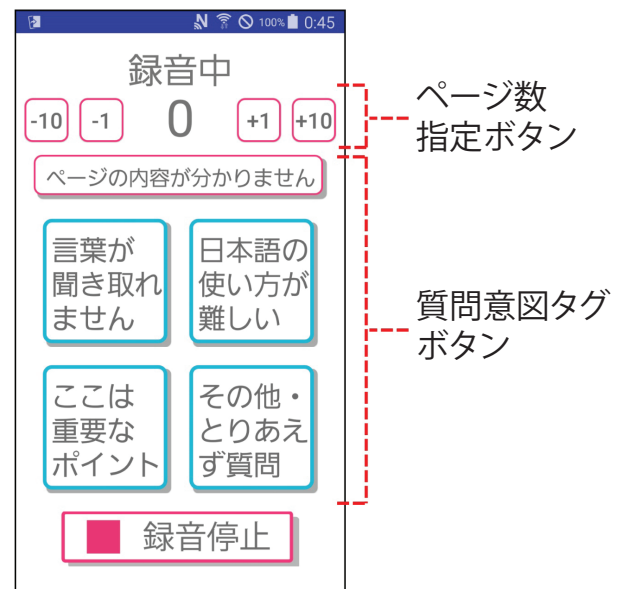 100% 0:45
録音中
-10 -1 0 +1 +10
ページの内容が分かりません
言葉が
聞き取れ
ません
日本語の
使い方が
難しい
ここは
重要な
ポイント
その他・
とりあえ
ず質問
録音停止
ページ数
指定ボタン
質問意図タグ
ボタン